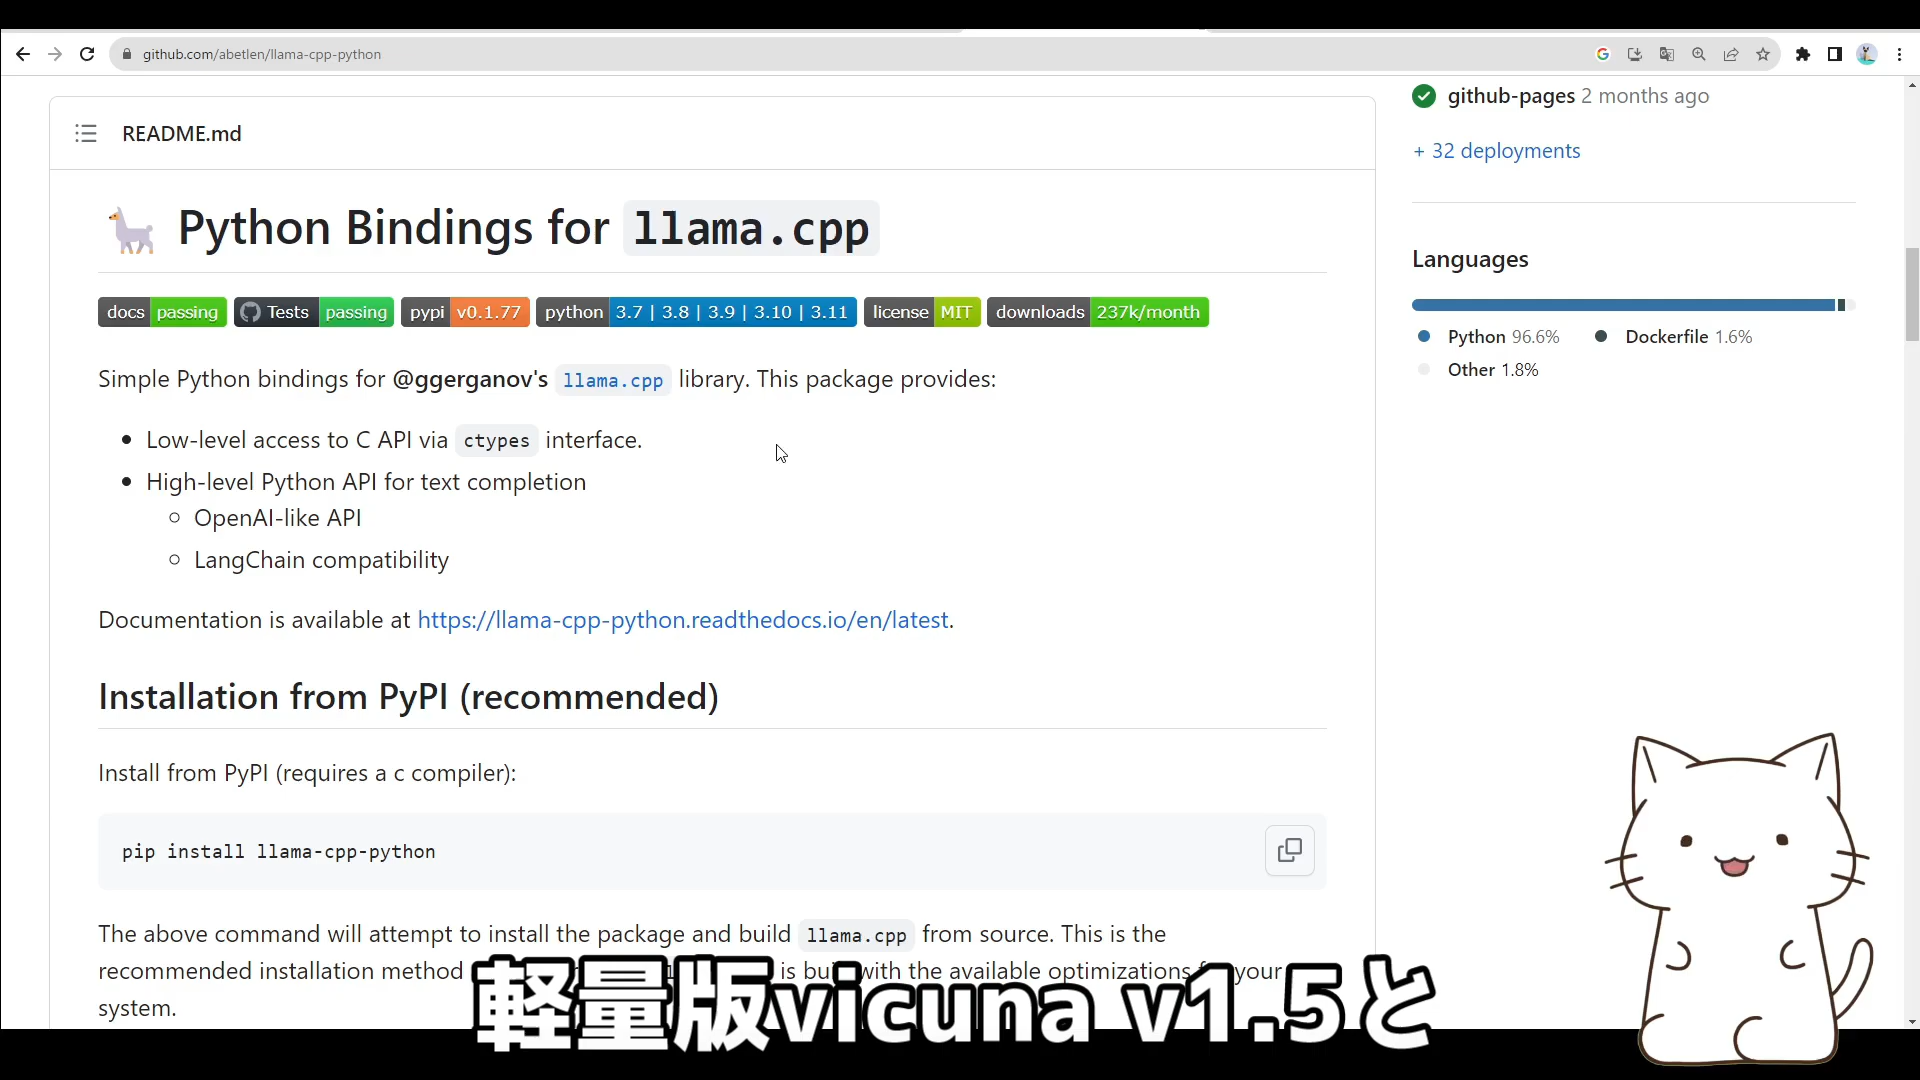 github.com/abetlen/llama-cpp-python
README.md
Python Bindings for llama.cpp
docs passing Tests passing pypi v0.1.77 python 3.7 | 3.8 | 3.9 | 3.10 | 3.11 license MIT downloads 237k/month
Simple Python bindings for @ggerganov's llama.cpp library. This package provides:
Low-level access to C API via ctypes interface.
High-level Python API for text completion
OpenAI-like API
LangChain compatibility
Documentation is available at https://llama-cpp-python.readthedocs.io/en/latest.
Installation from PyPI (recommended)
Install from PyPI (requires a c compiler):
pip install llama-cpp-python
The above command will attempt to install the package and build llama.cpp from source. This is the
recommended installation method is built with the available optimizations your
system.
github-pages 2 months ago
+ 32 deployments
Languages
Python 96.6% Dockerfile 1.6%
Other 1.8%
軽量版vicuna v1.5と